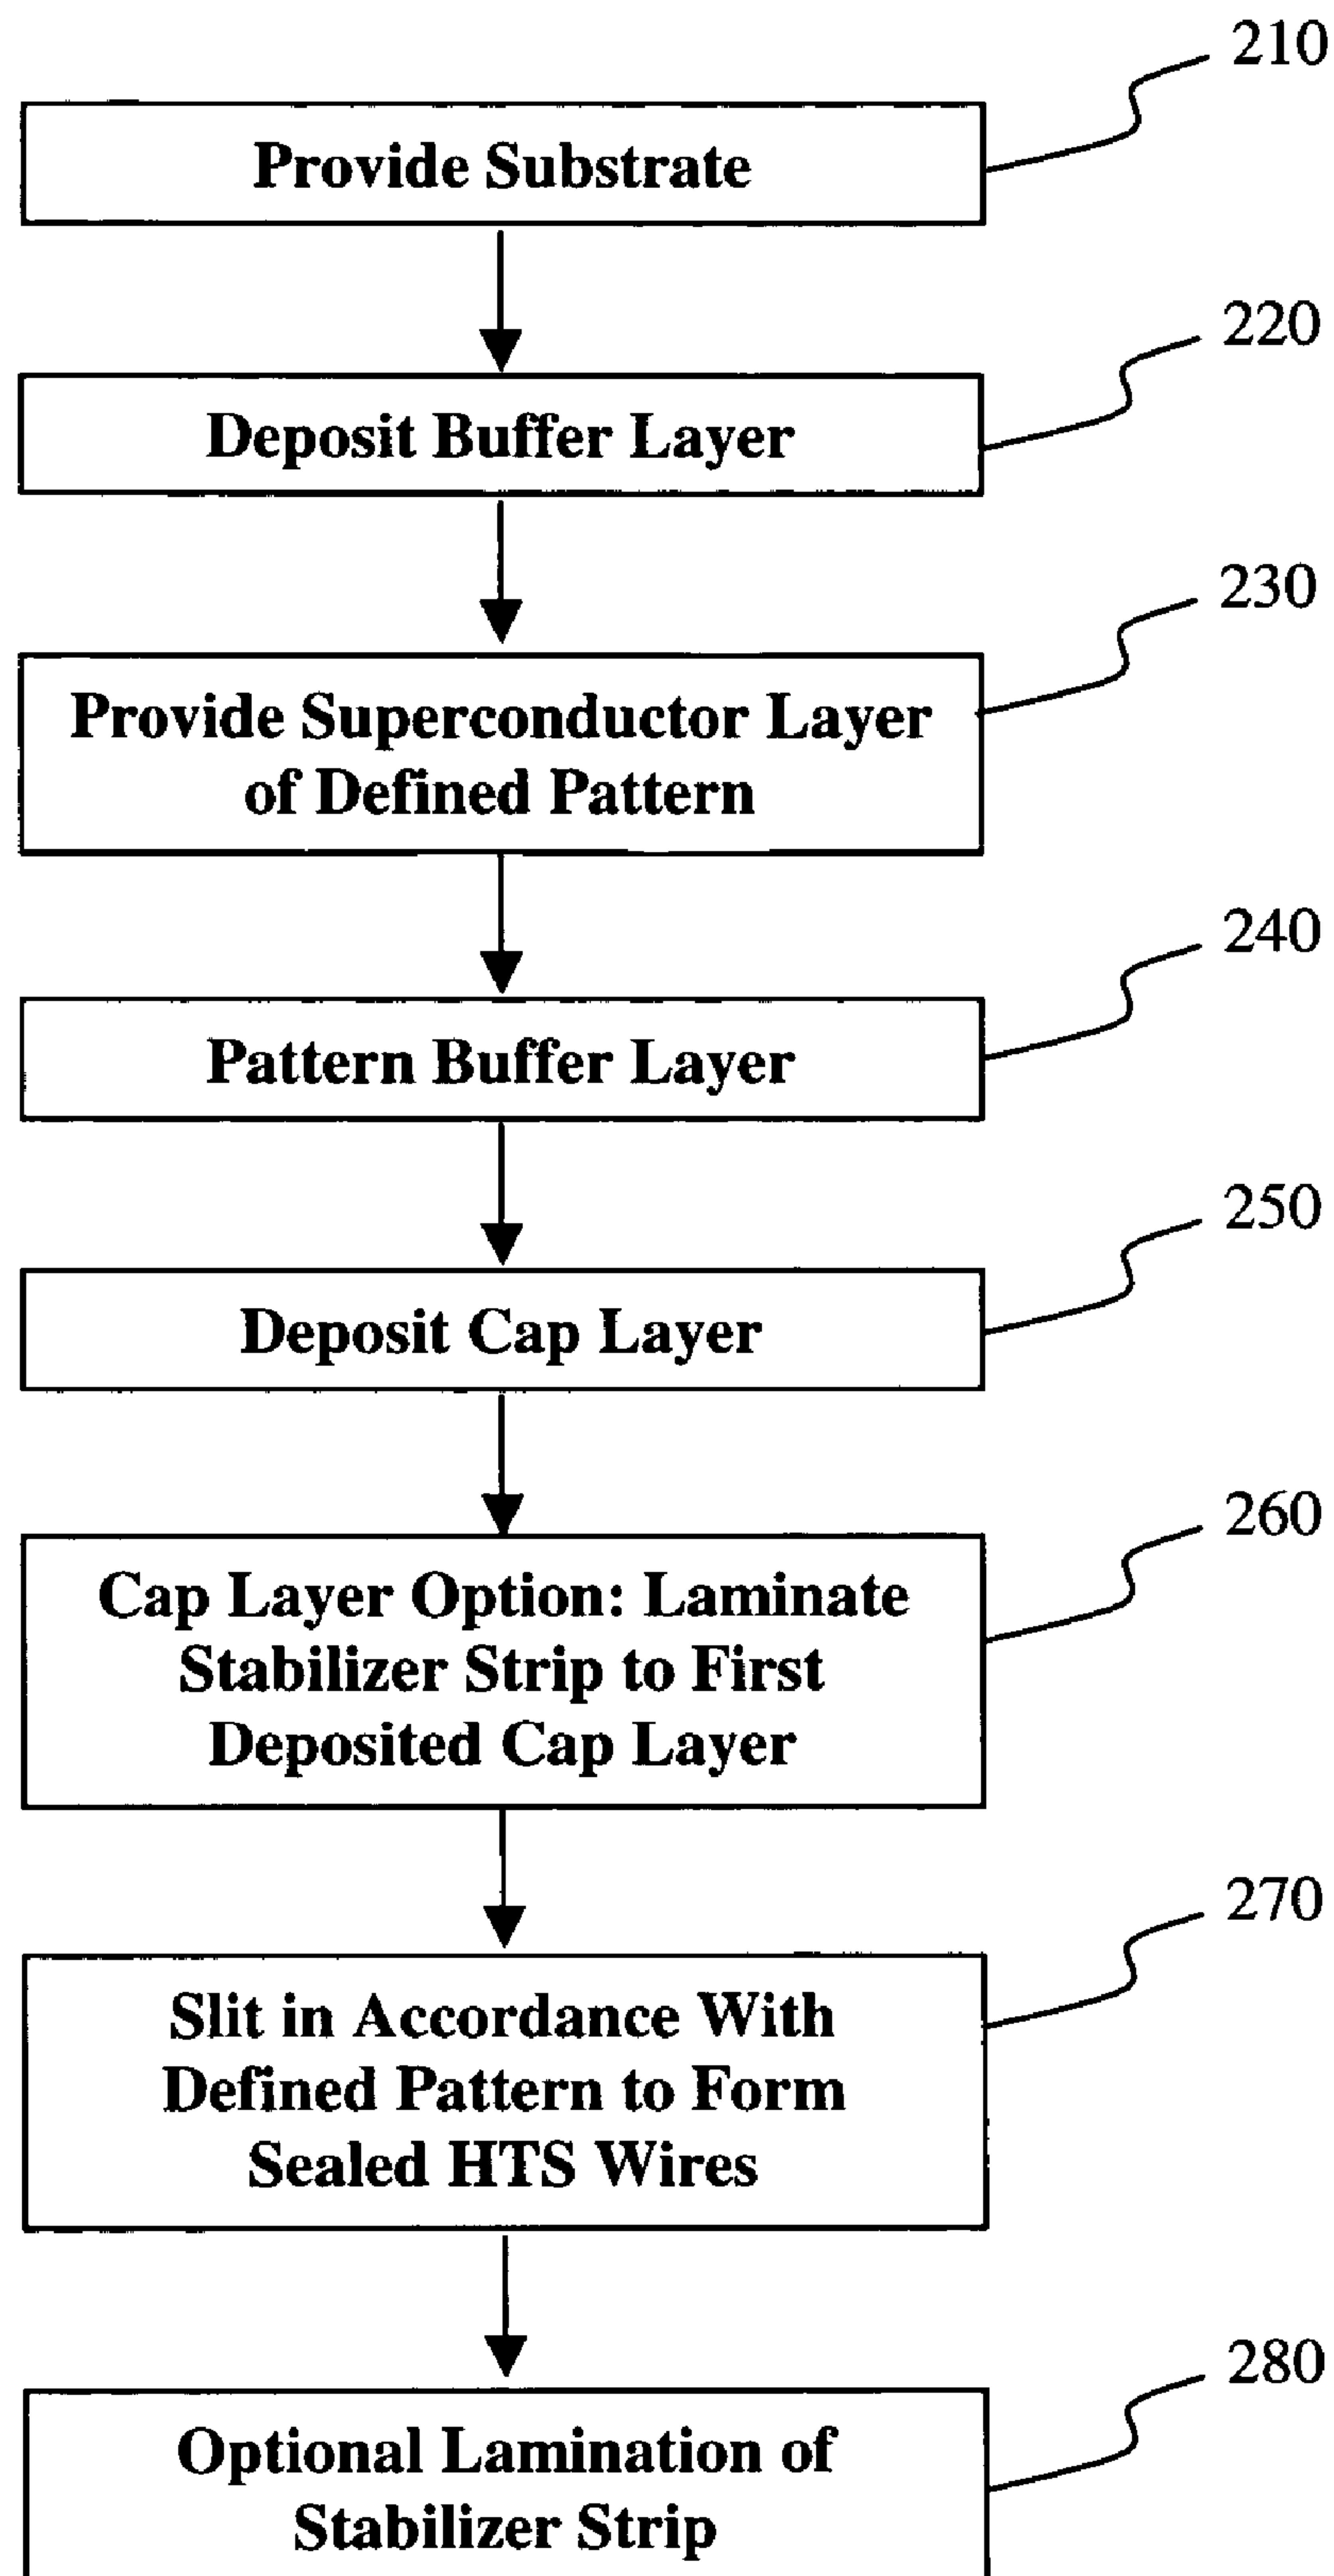 210
Provide Substrate
220
Deposit Buffer Layer
230
Provide Superconductor Layer
of Defined Pattern
240
Pattern Buffer Layer
250
Deposit Cap Layer
260
Cap Layer Option: Laminate
Stabilizer Strip to First
Deposited Cap Layer
270
Slit in Accordance With
Defined Pattern to Form
Sealed HTS Wires
280
Optional Lamination of
Stabilizer Strip